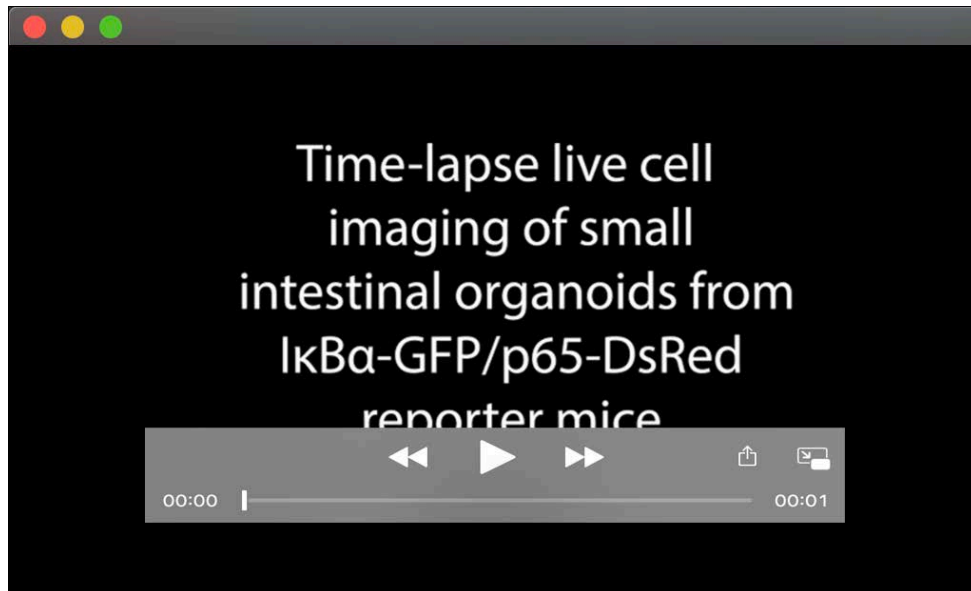 Time-lapse live cell
imaging of small
intestinal organoids from
IκBα-GFP/p65-DsRed
reporter mice
00:00
00:01